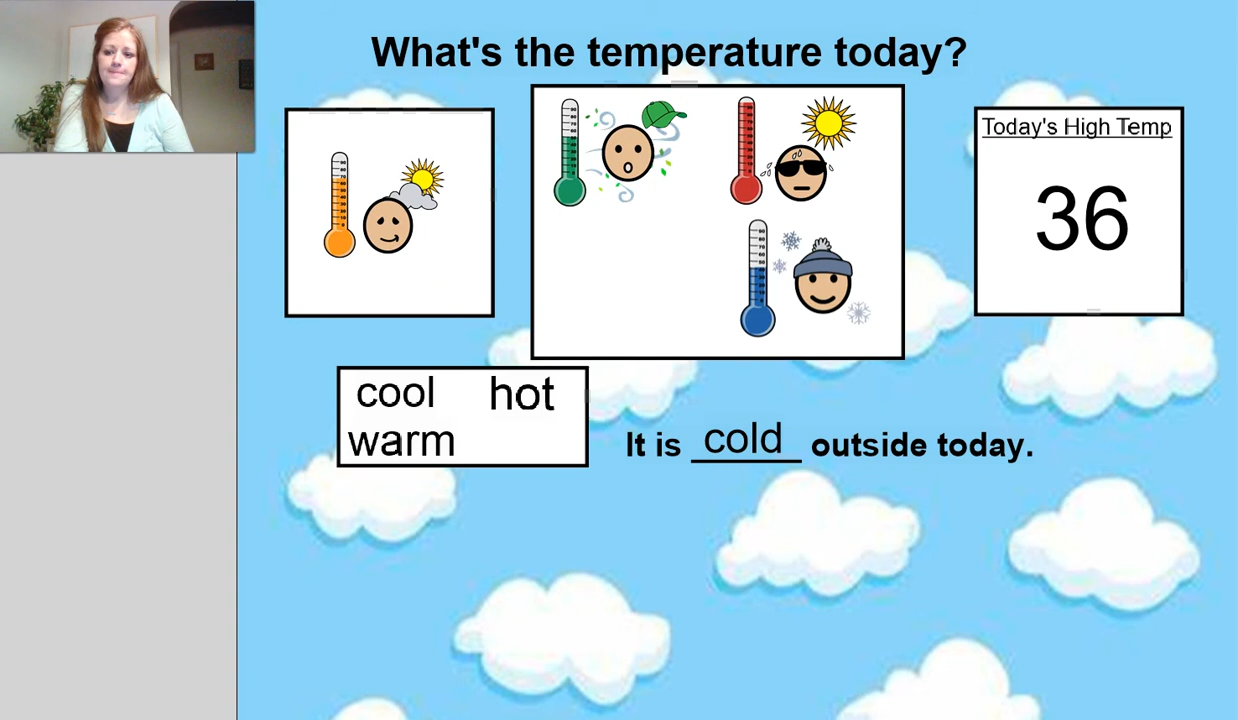 What's the temperature today?
Today's High Temp
36
cool hot
warm
It is cold outside today.